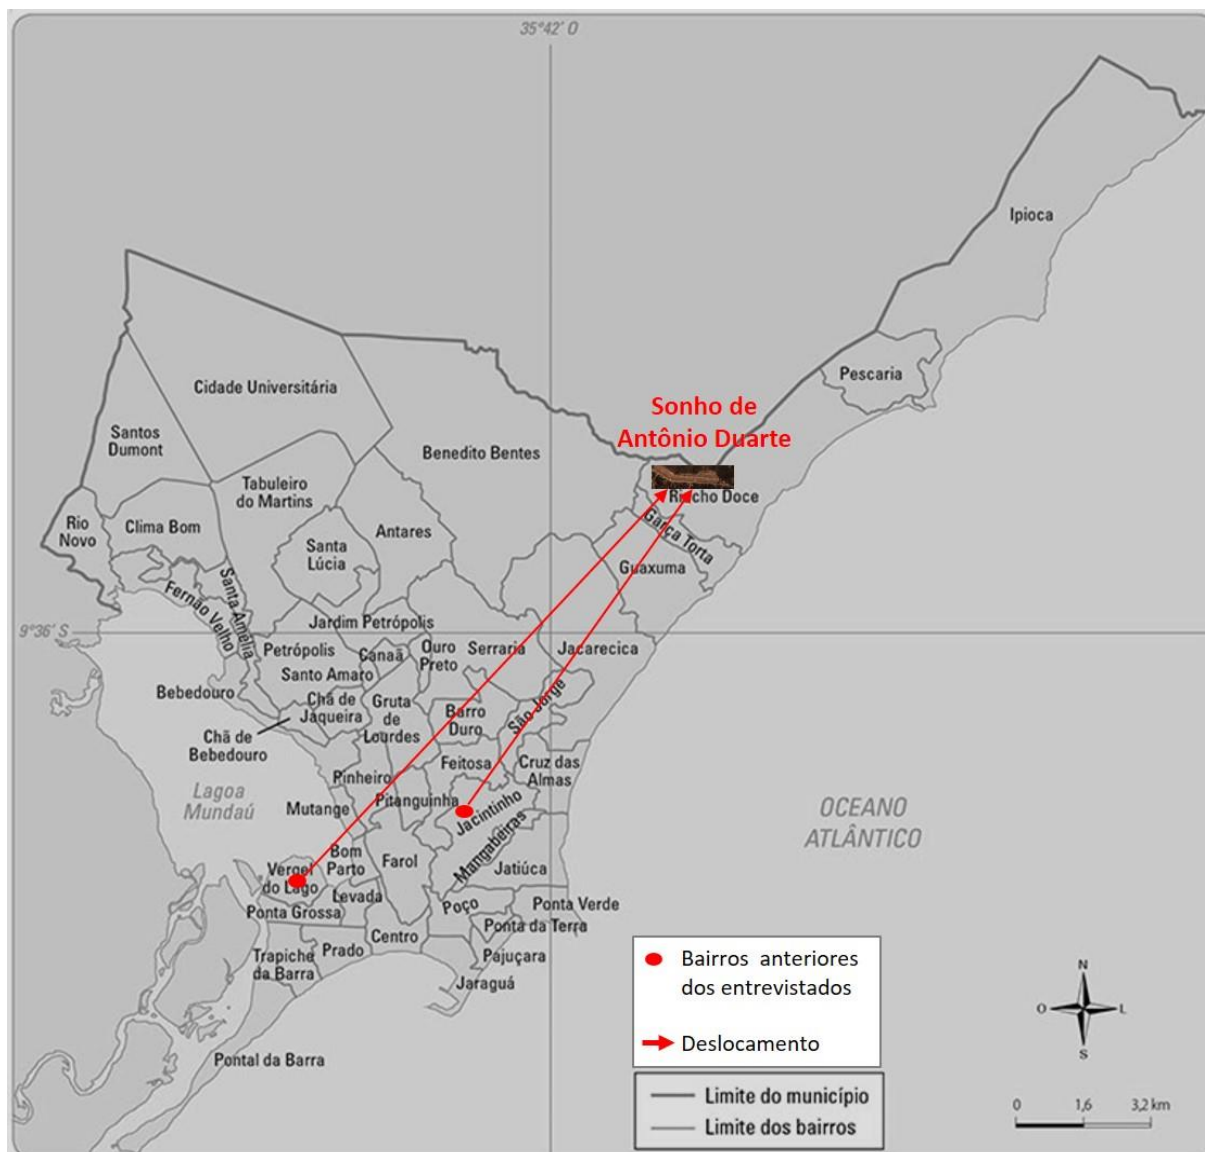 35°42´ O
Ipioca
Pescaria
Cidade Universitária
Sonho de
Antônio Duarte
Santos
Dumont
Benedito Bentes
Tabuleiro
do Martins
Riacho Doce
Rio
Novo
Clima Bom
Antares
Garça Torta
Santa
Lúcia
Guaxuma
Santa Amélia
Fernão Velho
Jardim Petrópolis
9°36´ S
Petrópolis
Canaã
Ouro
Preto
Serraria
Jacarecica
Santo Amaro
Bebedouro
Chã de
Jaqueira
Gruta
de
Lourdes
Barro
Duro
São Jorge
Chã de
Bebedouro
Feitosa
Cruz das
Almas
Pinheiro
Lagoa
Mundaú
Mutange
Pitanguinha
Jacintinho
OCEANO
ATLÂNTICO
Mangabeiras
Bom
Parto
Farol
Jatiúca
Vergel
do Lago
Levada
Ponta Grossa
Poço
Ponta Verde
Ponta da Terra
Centro
Prado
Trapiche
da Barra
Pajuçara
Jaraguá
Pontal da Barra
Bairros anteriores
dos entrevistados
Deslocamento
Limite do município
Limite dos bairros
N
O
L
S
0 1,6 3,2 km